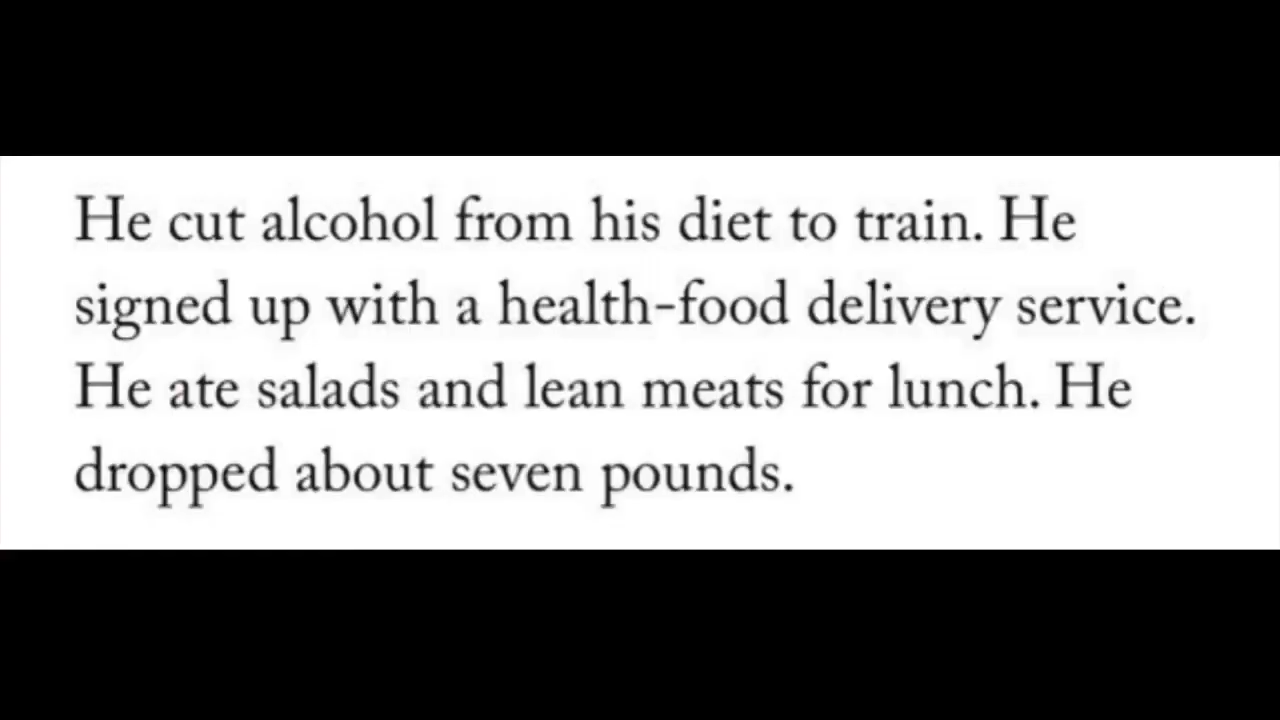 He cut alcohol from his diet to train. He
signed up with a health-food delivery service.
He ate salads and lean meats for lunch. He
dropped about seven pounds.